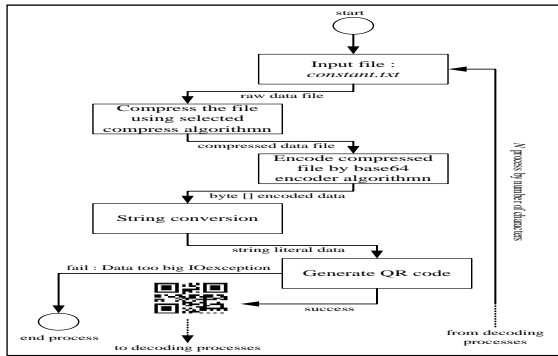 start
Input file :
constant.txt
raw data file
Compress the file
using selected
compress algorithmn
compressed data file
Encode compressed
file by base64
encoder algorithmn
byte [] encoded data
String conversion
string literal data
fail : Data too big IOexception
Generate QR code
success
end process
to decoding processes
from decoding
processes
N process by number of characters